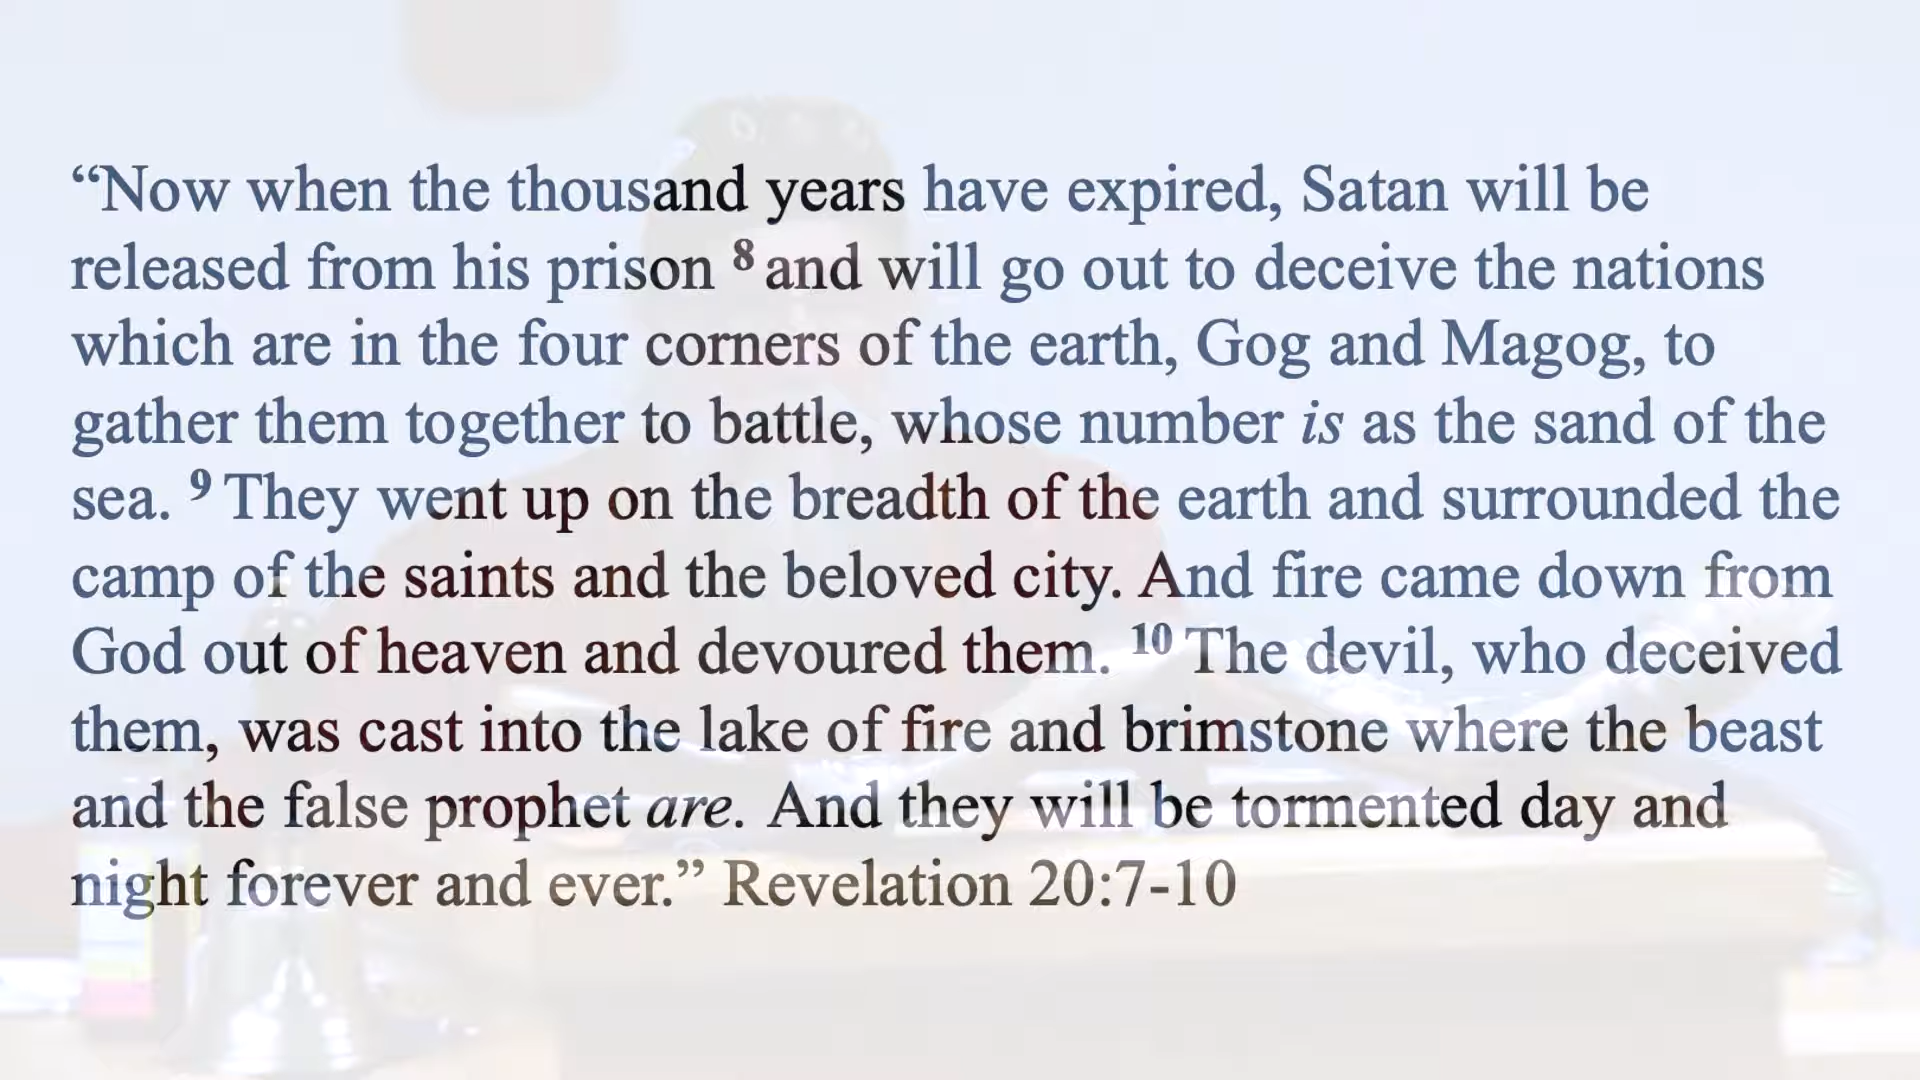 “Now when the thousand years have expired, Satan will be
released from his prison ⁸ and will go out to deceive the nations
which are in the four corners of the earth, Gog and Magog, to
gather them together to battle, whose number is as the sand of the
sea. ⁹ They went up on the breadth of the earth and surrounded the
camp of the saints and the beloved city. And fire came down from
God out of heaven and devoured them. ¹⁰ The devil, who deceived
them, was cast into the lake of fire and brimstone where the beast
and the false prophet are. And they will be tormented day and
night forever and ever.” Revelation 20:7-10